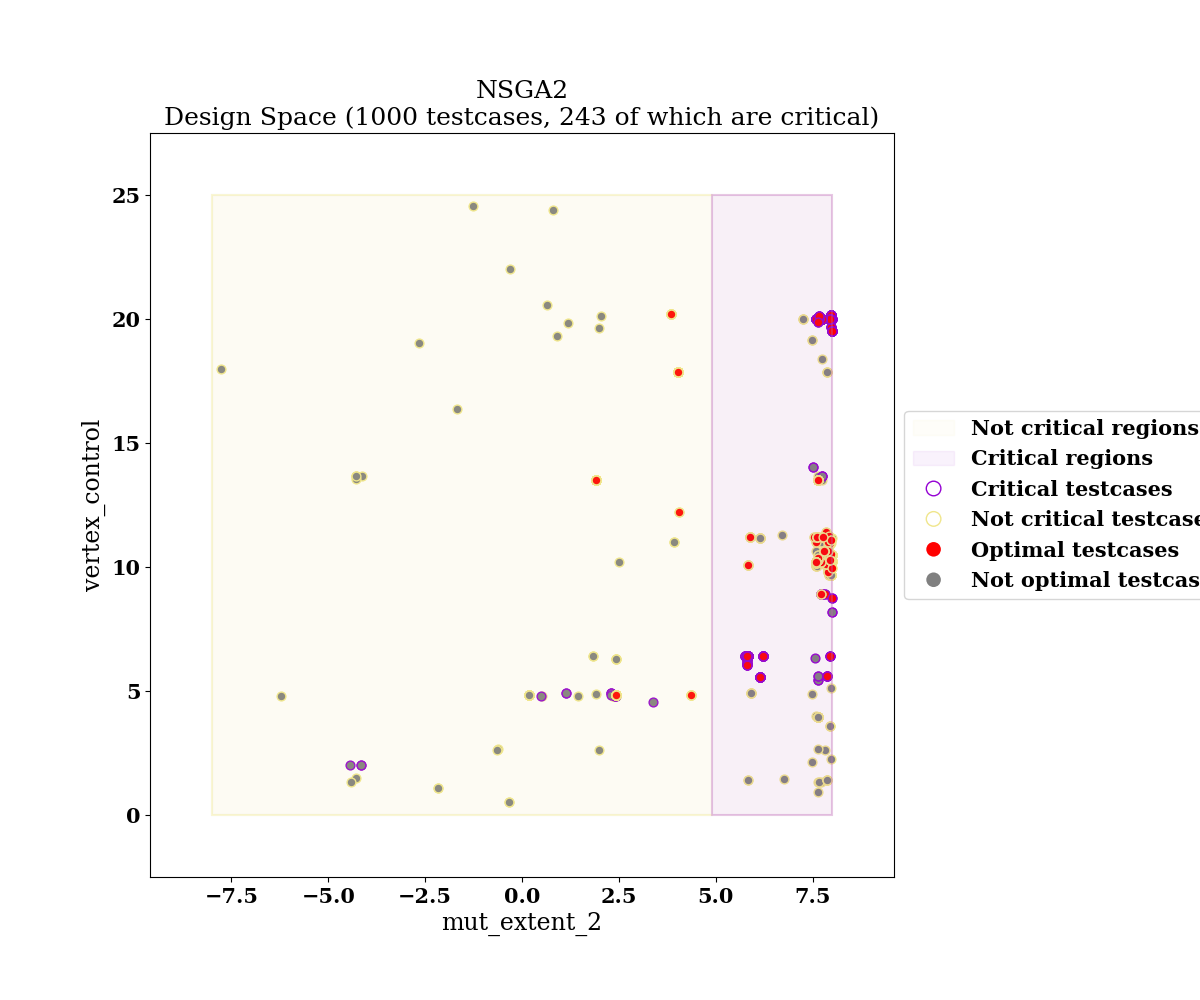 NSGA2
Design Space (1000 testcases, 243 of which are critical)
25
20
15
10
5
0
vertex_control
−7.5
−5.0
−2.5
0.0
2.5
5.0
7.5
mut_extent_2
Not critical regions
Critical regions
Critical testcases
Not critical testcase
Optimal testcases
Not optimal testcas